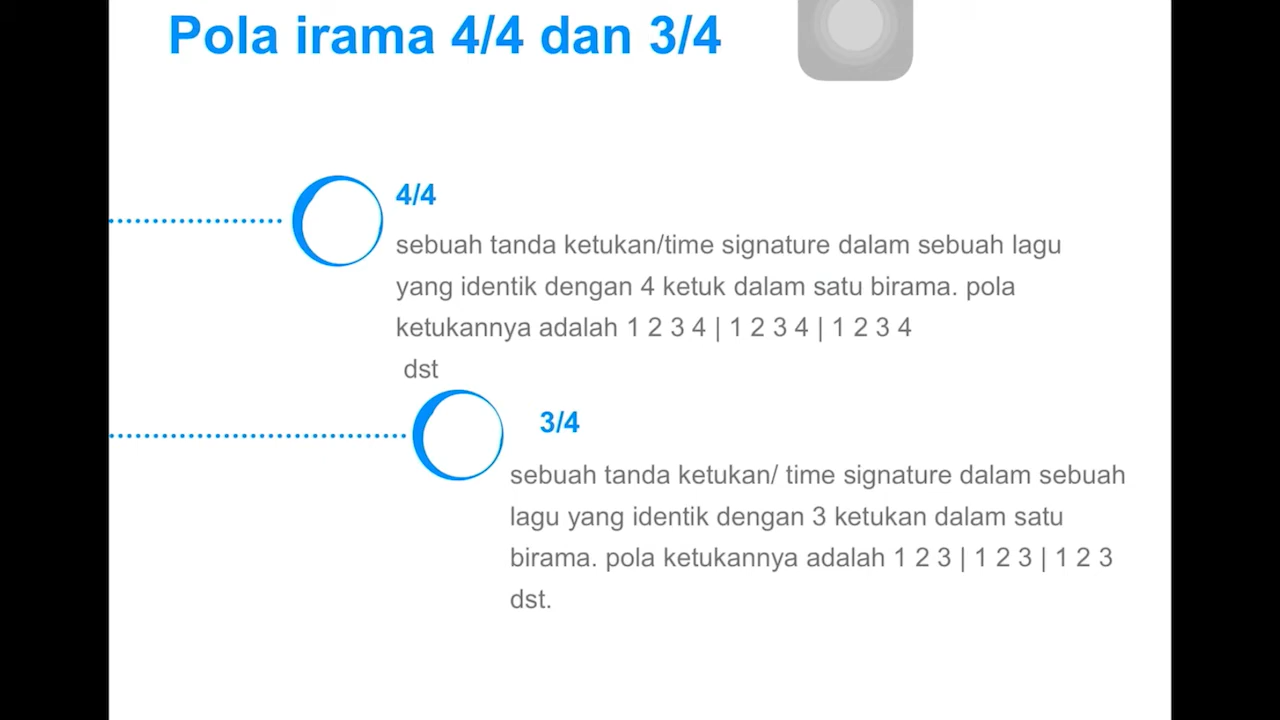 Pola irama 4/4 dan 3/4
4/4
sebuah tanda ketukan/time signature dalam sebuah lagu
yang identik dengan 4 ketuk dalam satu birama. pola
ketukannya adalah 1 2 3 4 | 1 2 3 4 | 1 2 3 4
dst
3/4
sebuah tanda ketukan/ time signature dalam sebuah
lagu yang identik dengan 3 ketukan dalam satu
birama. pola ketukannya adalah 1 2 3 | 1 2 3 | 1 2 3
dst.